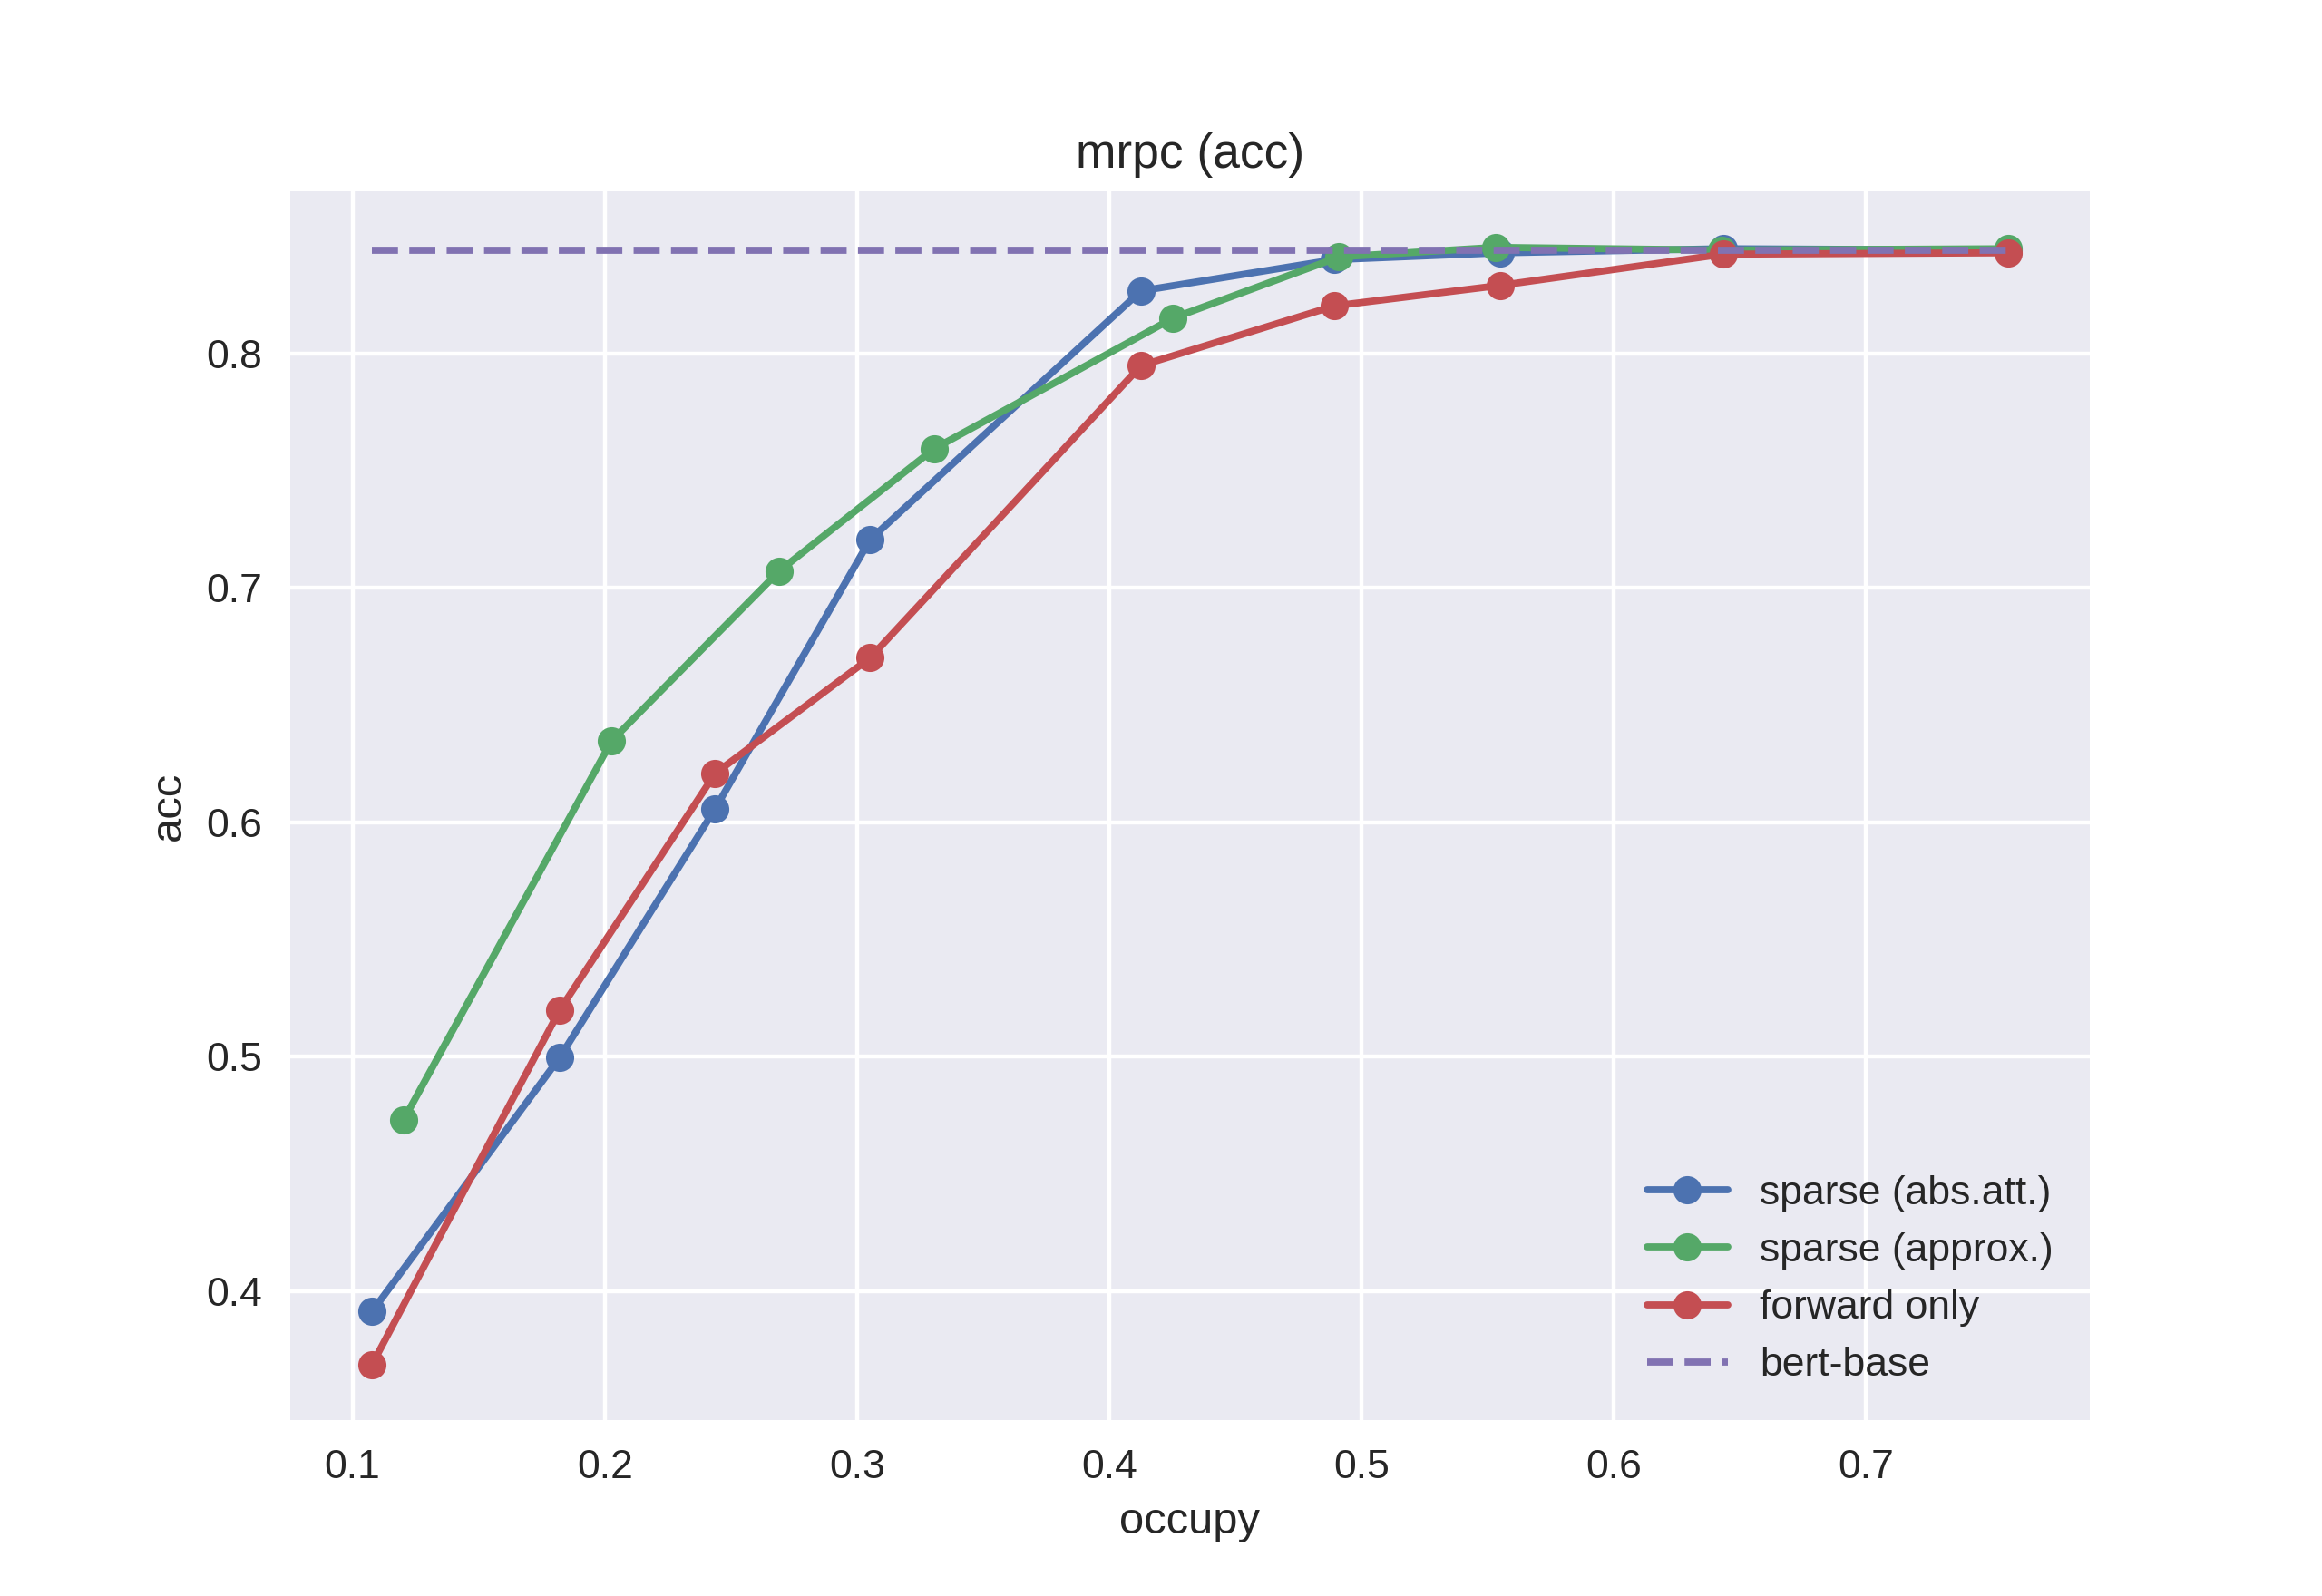 mrpc (acc)
acc
0.8
0.7
0.6
0.5
0.4
sparse (abs.att.)
sparse (approx.)
forward only
bert-base
0.1 0.2 0.3 0.4 0.5 0.6 0.7
occupy